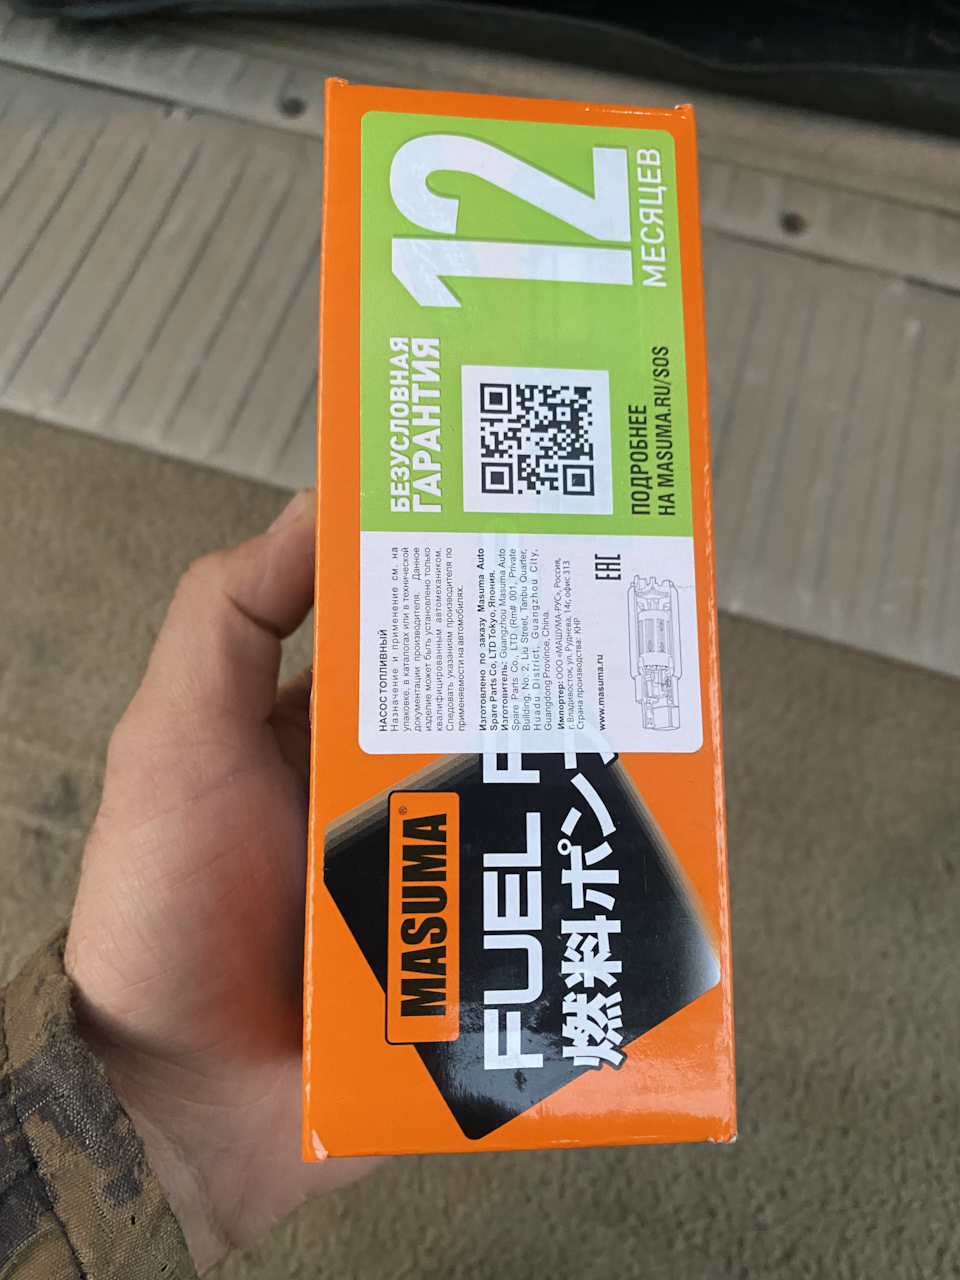 MASUMA®
FUEL P
燃料ポンプ
НАСОС ТОПЛИВНЫЙ
Назначение и применение см. на
упаковке, в каталогах или в технической
документации производителя. Данное
изделие может быть установлено только
квалифицированным автомехаником.
Следовать указаниям производителя по
применяемости на автомобилях.
Изготовлено по заказу Masuma Auto
Spare Parts Co, LTD Tokyo, Япония.
Изготовитель: Guangzhou Masuma Auto
Spare Parts Co., LTD (Rm# 001, Private
Building, No. 2, Liu Street, Tanbu Quarter,
Huadu District, Guangzhou City,
Guangdong Province, China.
Импортер: ООО «МАШУМА-РУС», Россия,
г. Владивосток, ул. Руднева, 14г, офис 313
Страна производства: КНР
www.masuma.ru
EAC
БЕЗУСЛОВНАЯ
ГАРАНТИЯ
12
МЕСЯЦЕВ
ПОДРОБНЕЕ
НА MASUMA.RU/SOS